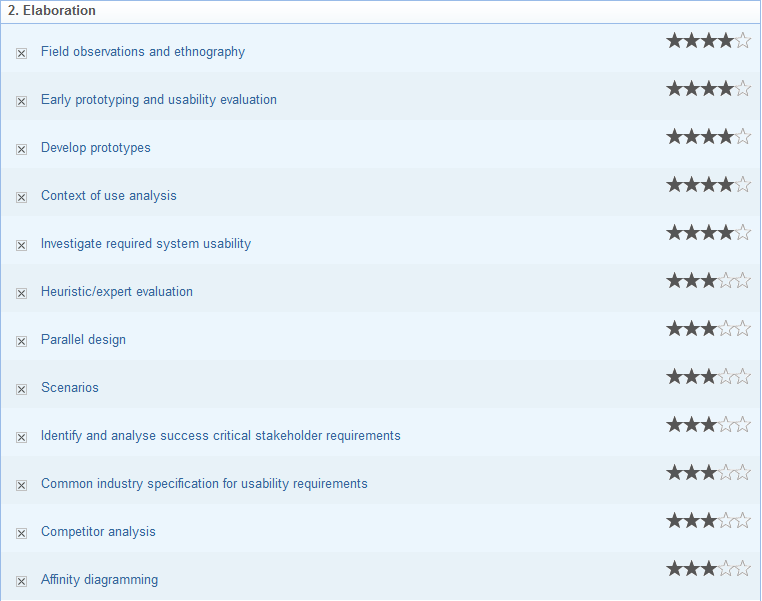 2. Elaboration
Field observations and ethnography
Early prototyping and usability evaluation
Develop prototypes
Context of use analysis
Investigate required system usability
Heuristic/expert evaluation
Parallel design
Scenarios
Identify and analyse success critical stakeholder requirements
Common industry specification for usability requirements
Competitor analysis
Affinity diagramming